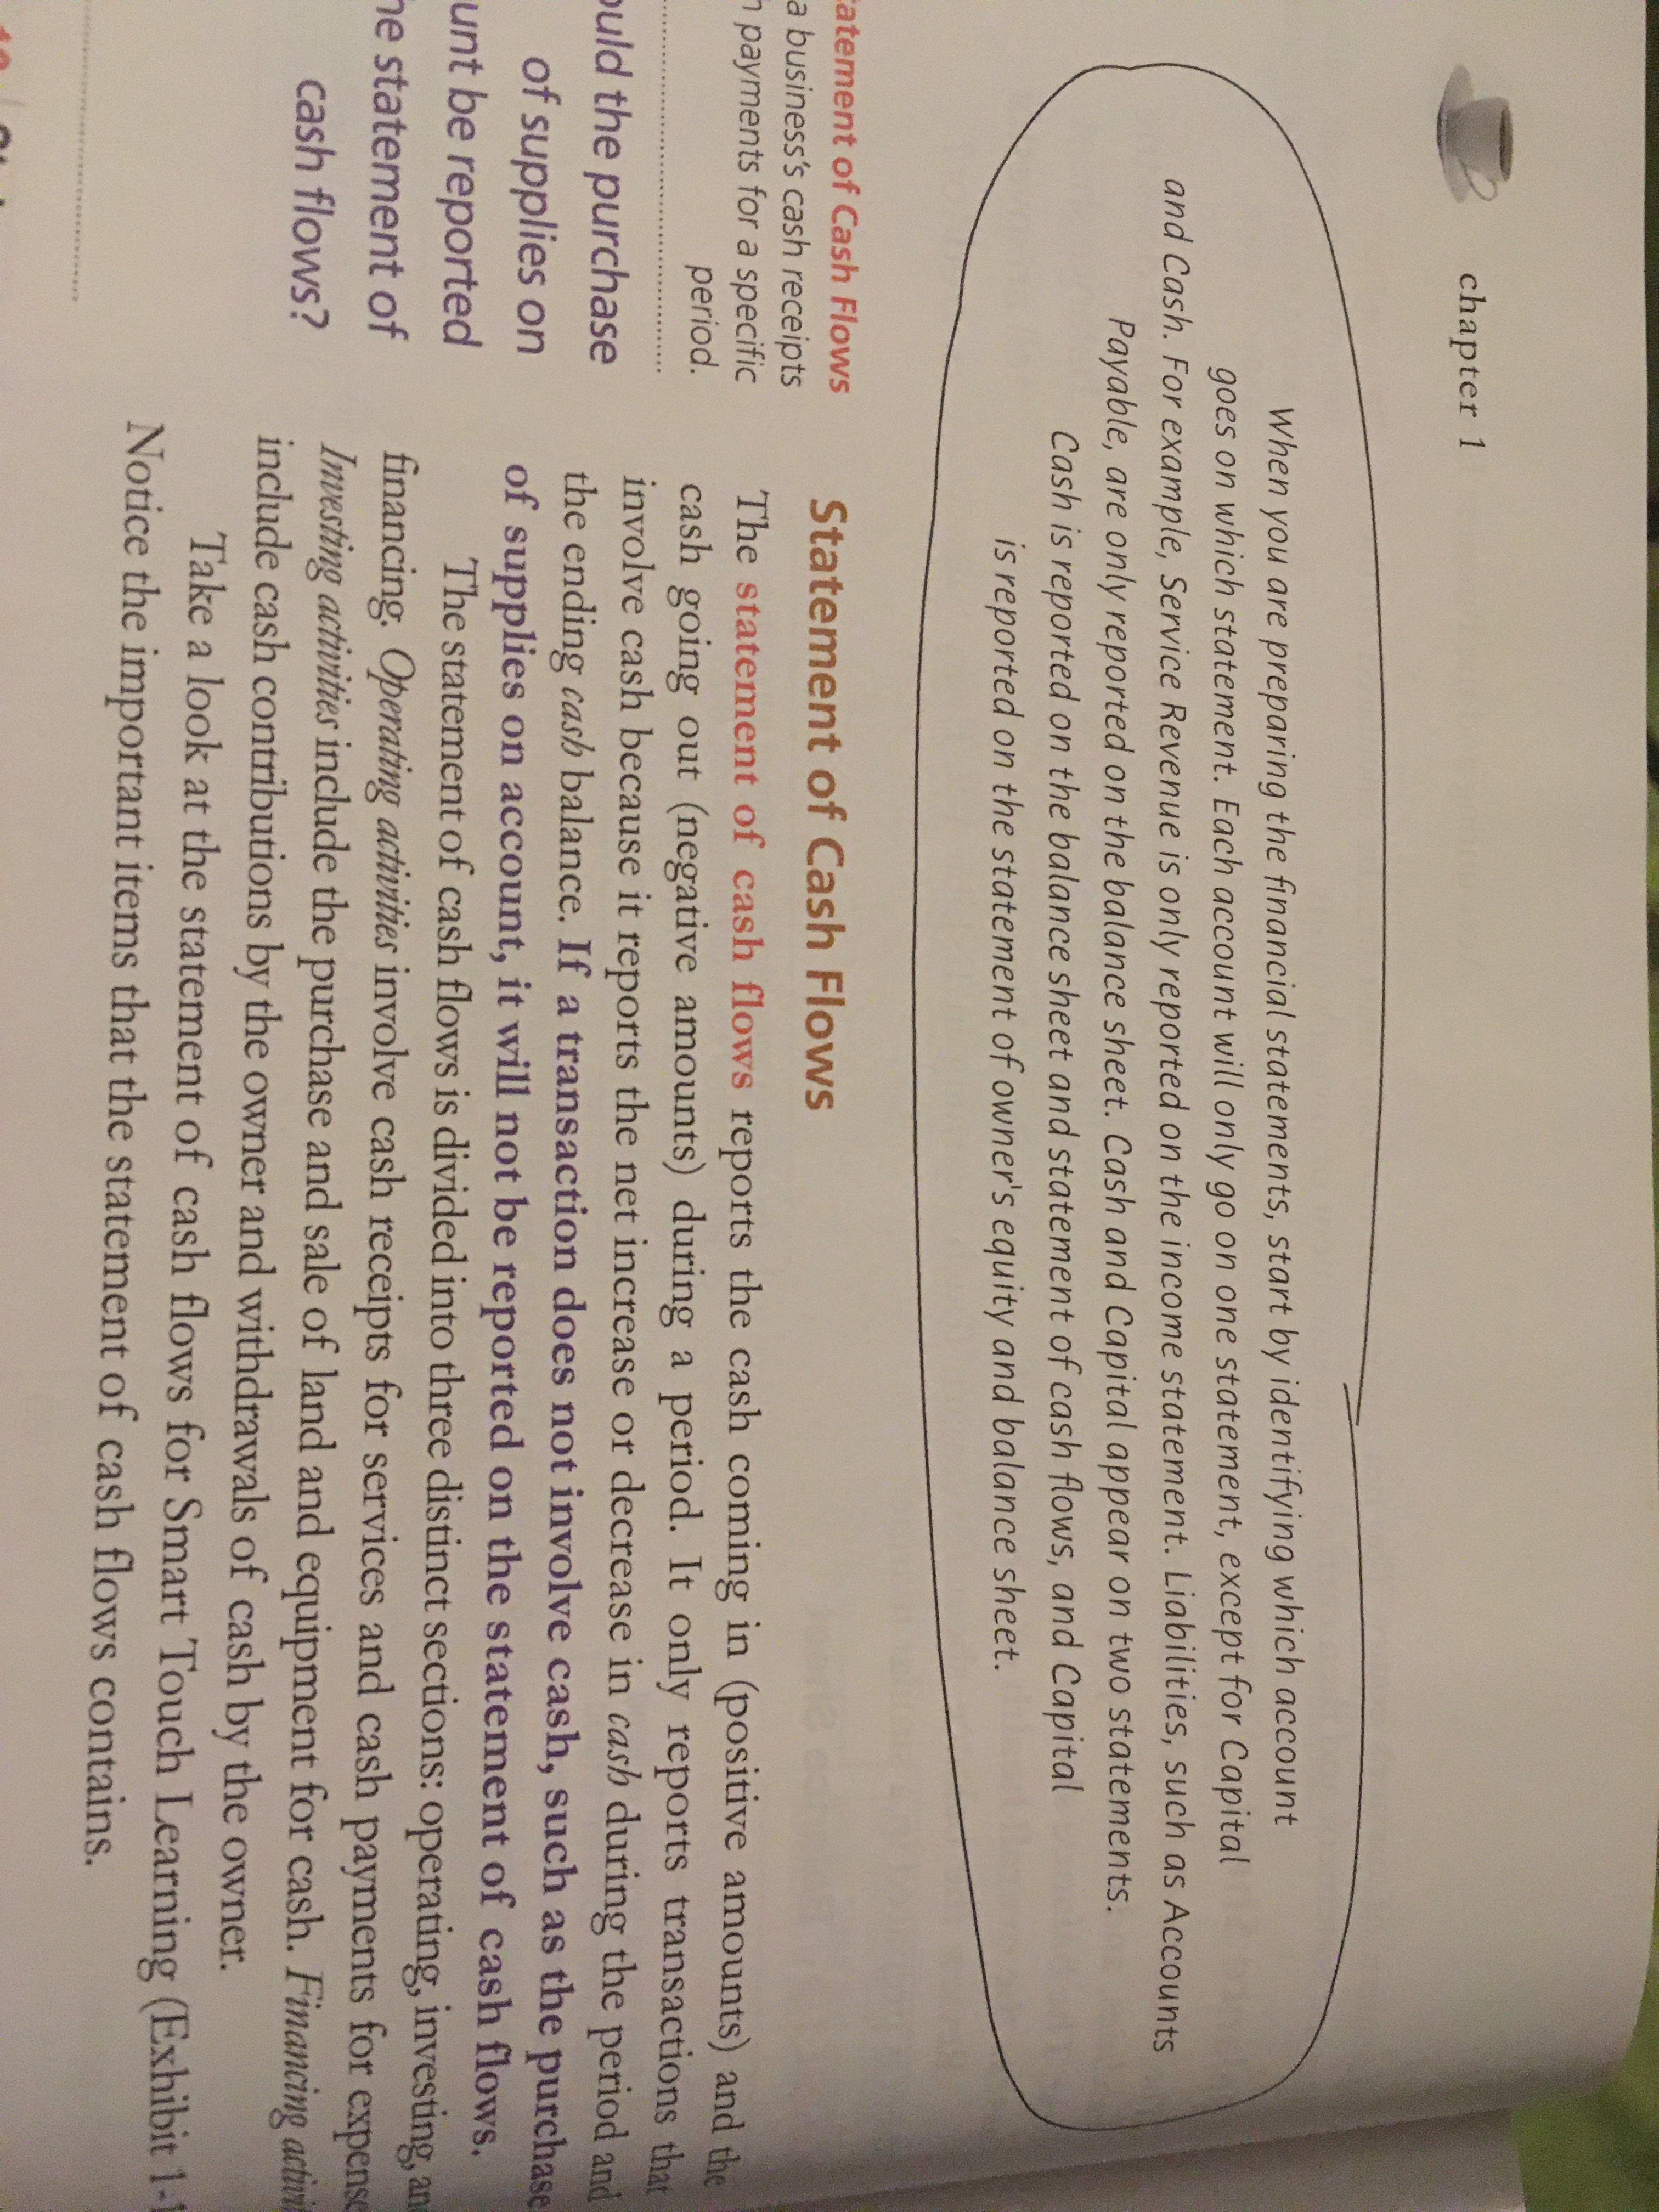 chapter 1
When you are preparing the financial statements, start by identifying which account
goes on which statement. Each account will only go on one statement, except for Capital
and Cash. For example, Service Revenue is only reported on the income statement. Liabilities, such as Accounts
Payable, are only reported on the balance sheet. Cash and Capital appear on two statements.
Cash is reported on the balance sheet and statement of cash flows, and Capital
is reported on the statement of owner's equity and balance sheet.
atement of Cash Flows
a business's cash receipts
payments for a specific
period.
ould the purchase
of supplies on
unt be reported
he statement of
cash flows?
Statement of Cash Flows
The statement of cash flows reports the cash coming in (positive amounts) and the
cash going out (negative amounts) during a period. It only reports transactions that
involve cash because it reports the net increase or decrease in cash during the period and
the ending cash balance. If a transaction does not involve cash, such as the purchase
of supplies on account, it will not be reported on the statement of cash flows.
The statement of cash flows is divided into three distinct sections: operating, investing, an
financing. Operating activities involve cash receipts for services and cash payments for expense
Investing activities include the purchase and sale of land and equipment for cash. Financing activi
include cash contributions by the owner and withdrawals of cash by the owner.
Take a look at the statement of cash flows for Smart Touch Learning (Exhibit 1-
Notice the important items that the statement of cash flows contains.